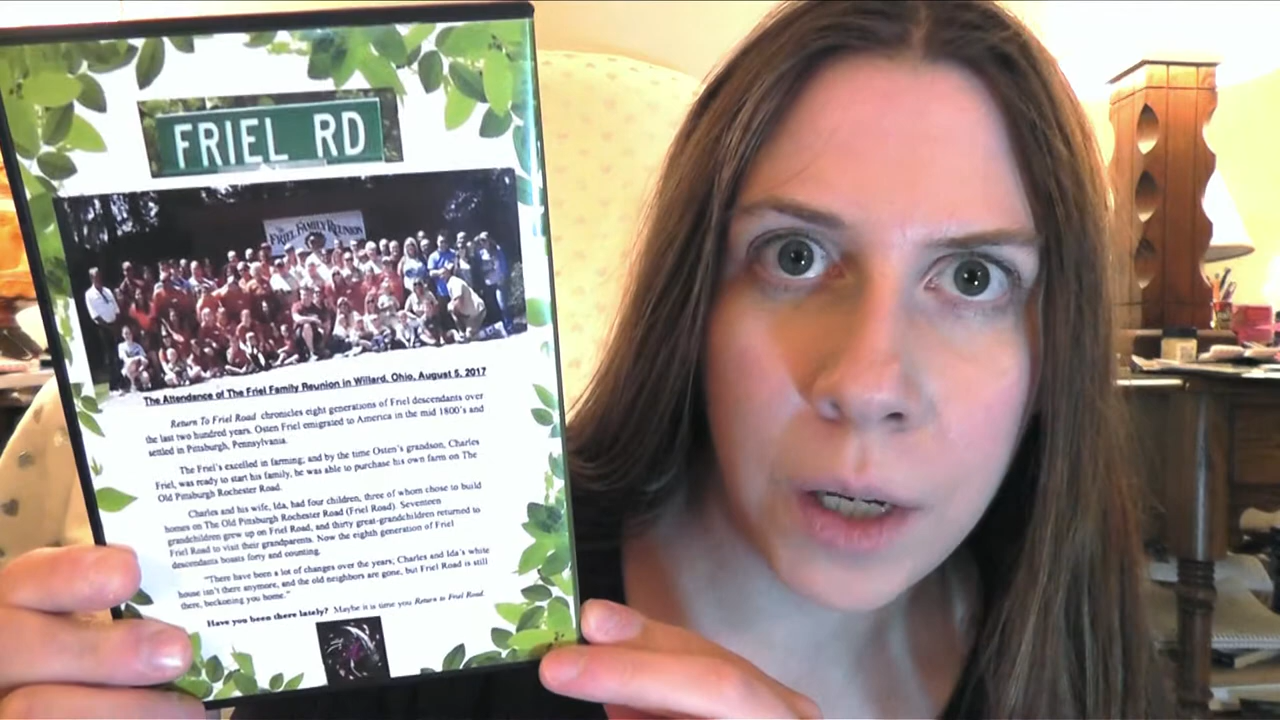 FRIEL RD
THE
FRIEL FAMILY REUNION
The Attendance of The Friel Family Reunion in Willard, Ohio, August 5, 2017
Return To Friel Road chronicles eight generations of Friel descendants over
the last two hundred years. Osten Friel emigrated to America in the mid 1800's and
settled in Pittsburgh, Pennsylvania.
The Friel's excelled in farming; and by the time Osten's grandson, Charles
Friel, was ready to start his family, he was able to purchase his own farm on The
Old Pittsburgh Rochester Road.
Charles and his wife, Ida, had four children, three of whom chose to build
homes on The Old Pittsburgh Rochester Road (Friel Road). Seventeen
grandchildren grew up on Friel Road, and thirty great-grandchildren returned to
Friel Road to visit their grandparents. Now the eighth generation of Friel
descendants boasts forty and counting.
"There have been a lot of changes over the years; Charles and Ida's white
house isn't there anymore, and the old neighbors are gone, but Friel Road is still
there, beckoning you home."
Have you been there lately? Maybe it is time you Return to Friel Road.